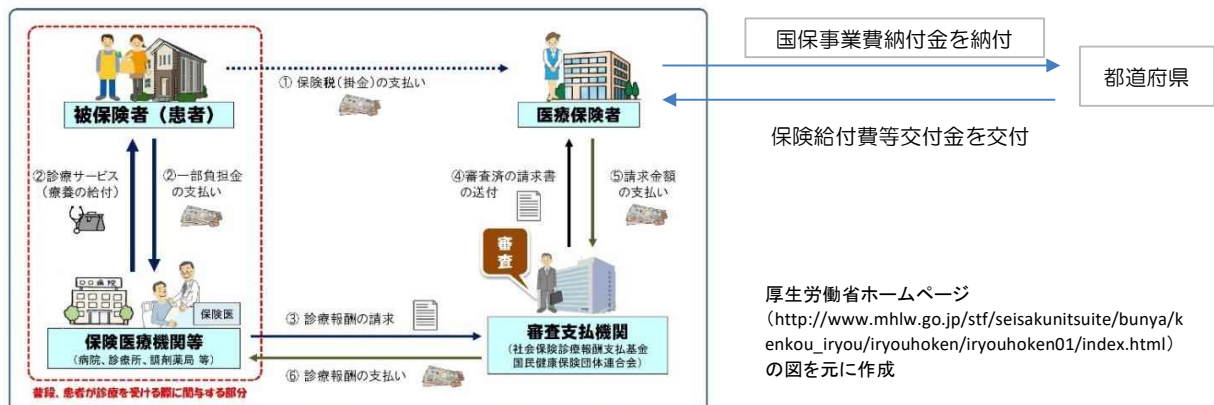 ① 保険税(掛金)の支払い
被保険者（患者）
医療保険者
国保事業費納付金を納付
都道府県
保険給付費等交付金を交付
②診療サービス
（療養の給付）
②一部負担金
の支払い
④審査済の請求書
の送付
⑤請求金額
の支払い
審査
〇〇病院
保険医
保険医療機関等
(病院、診療所、調剤薬局 等)
③ 診療報酬の請求
審査支払機関
(社会保険診療報酬支払基金
国民健康保険団体連合会)
⑥ 診療報酬の支払い
普段、患者が診療を受ける際に関与する部分
厚生労働省ホームページ
（http://www.mhlw.go.jp/stf/seisakunitsuite/bunya/k
enkou_iryou/iryouhoken/iryouhoken01/index.html）
の図を元に作成